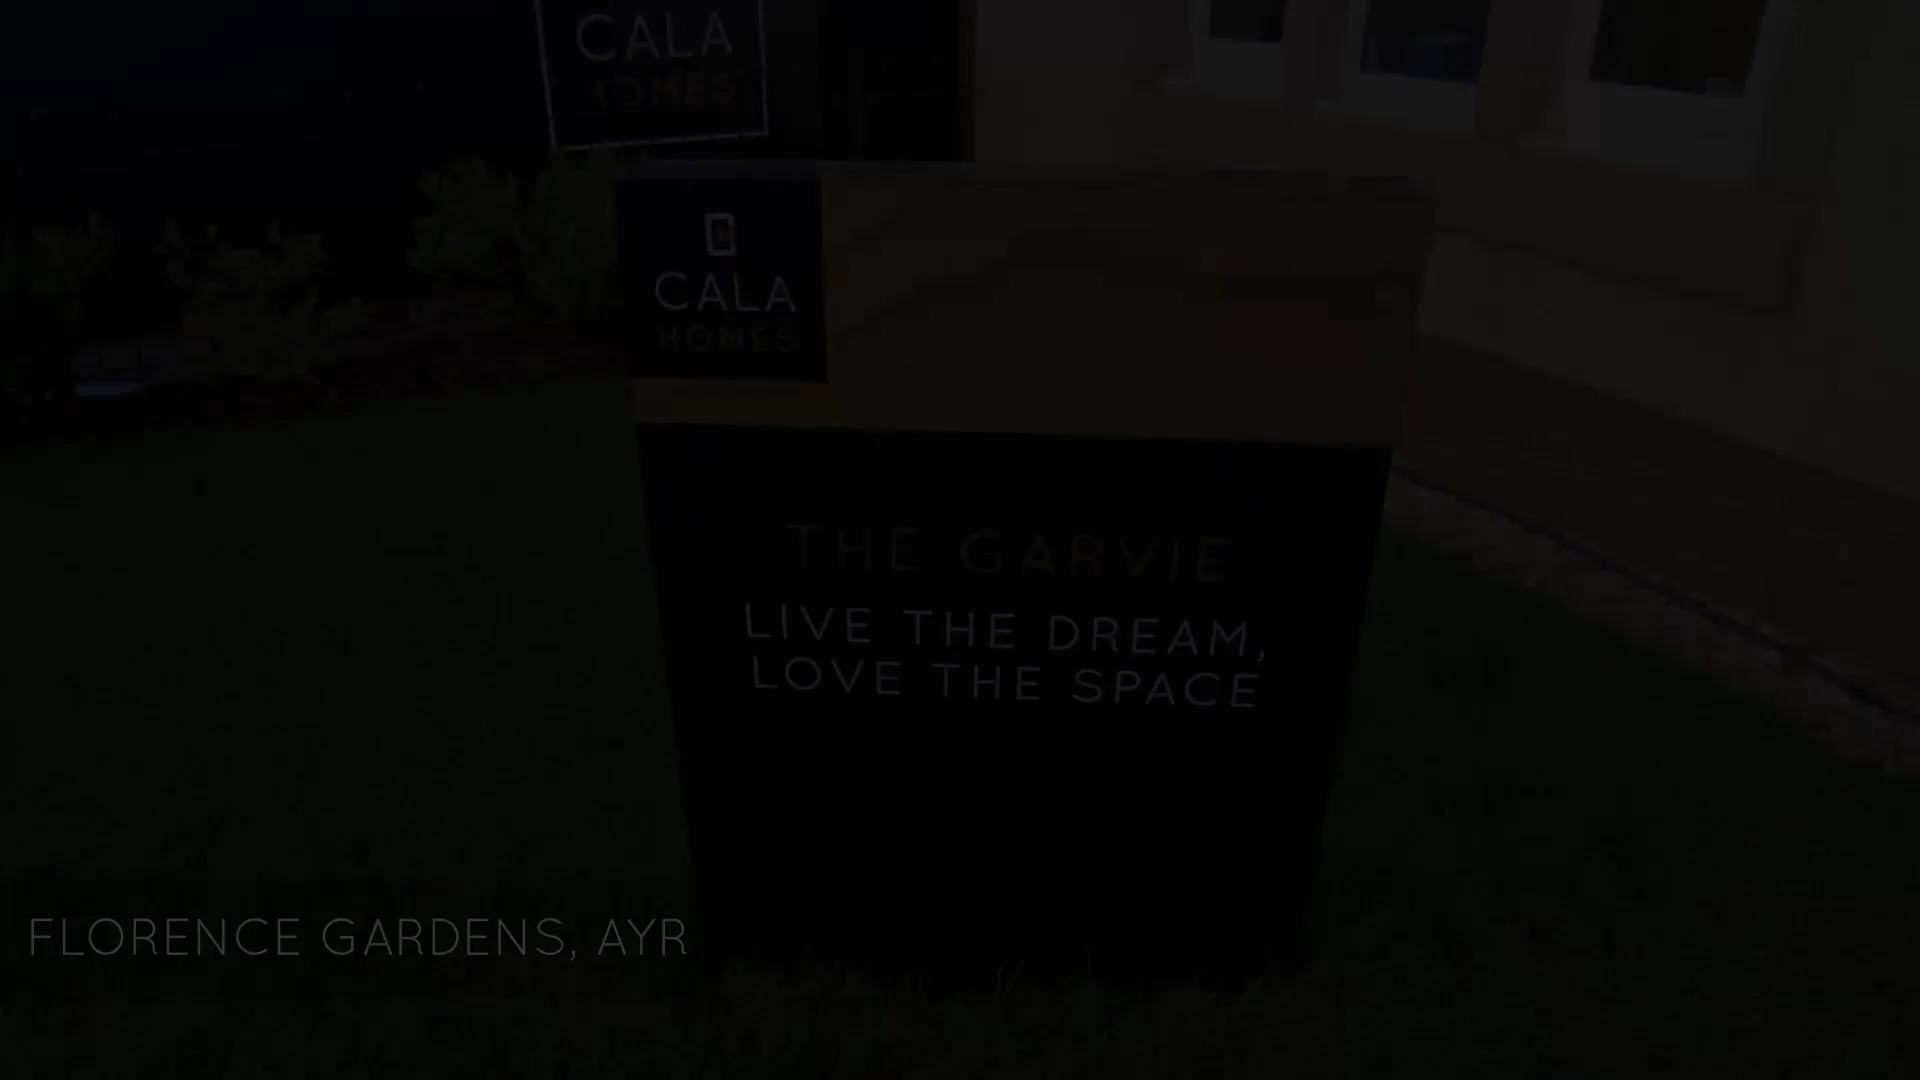 CALA
HOMES
CALA
HOMES
THE GARVIE
LIVE THE DREAM,
LOVE THE SPACE
FLORENCE GARDENS, AYR